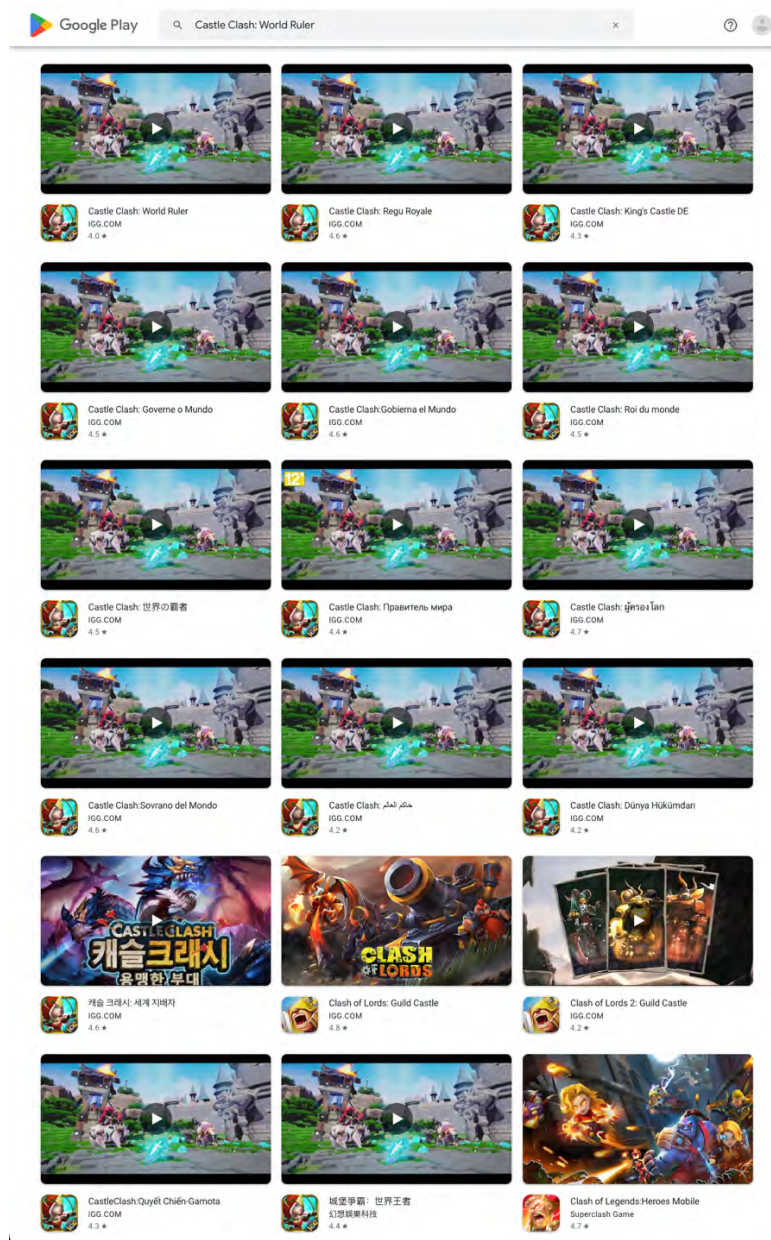 Google Play
Castle Clash: World Ruler
Castle Clash: World Ruler
IGG.COM
4.0 ★
Castle Clash: Regu Royale
IGG.COM
4.6 ★
Castle Clash: King's Castle DE
IGG.COM
4.3 ★
Castle Clash: Governe o Mundo
IGG.COM
4.5 ★
Castle Clash:Gobierna el Mundo
IGG.COM
4.6 ★
Castle Clash: Roi du monde
IGG.COM
4.5 ★
12+
Castle Clash: 世界の覇者
IGG.COM
4.5 ★
Castle Clash: Правитель мира
IGG.COM
4.4 ★
Castle Clash: ผู้ครองโลก
IGG.COM
4.7 ★
Castle Clash:Sovrano del Mondo
IGG.COM
4.6 ★
Castle Clash: حاكم العالم
IGG.COM
4.2 ★
Castle Clash: Dünya Hükümdarı
IGG.COM
4.2 ★
CASTLE CLASH
캐슬크래시
용맹한 부대
CLASH
OF LORDS
캐슬 크래시: 세계 지배자
IGG.COM
4.6 ★
Clash of Lords: Guild Castle
IGG.COM
4.8 ★
Clash of Lords 2: Guild Castle
IGG.COM
4.2 ★
CastleClash:Quyết Chiến-Gamota
IGG.COM
4.3 ★
城堡爭霸: 世界王者
幻想娛樂科技
4.4 ★
Clash of Legends:Heroes Mobile
Superclash Game
4.7 ★